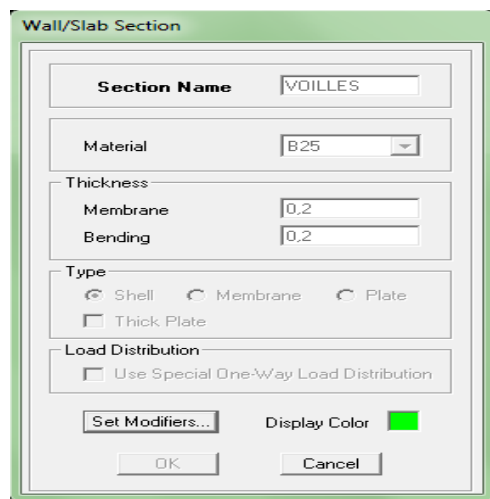 Wall/Slab Section
Section Name VOILLES
Material B25
Thickness
Membrane 0,2
Bending 0,2
Type
Shell Membrane Plate
Thick Plate
Load Distribution
Use Special One-Way Load Distribution
Set Modifiers... Display Color
OK Cancel